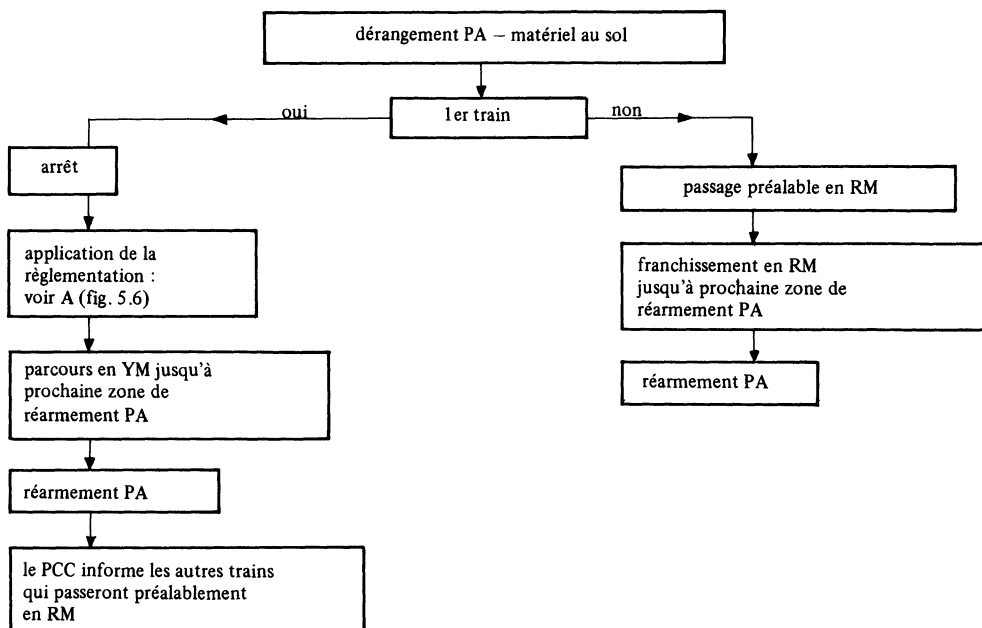 dérangement PA – matériel au sol
oui
1er train
non
arrêt
application de la
règlementation :
voir A (fig. 5.6)
parcours en YM jusqu'à
prochaine zone de
réarmement PA
réarmement PA
le PCC informe les autres trains
qui passeront préalablement
en RM
passage préalable en RM
franchissement en RM
jusqu'à prochaine zone de
réarmement PA
réarmement PA